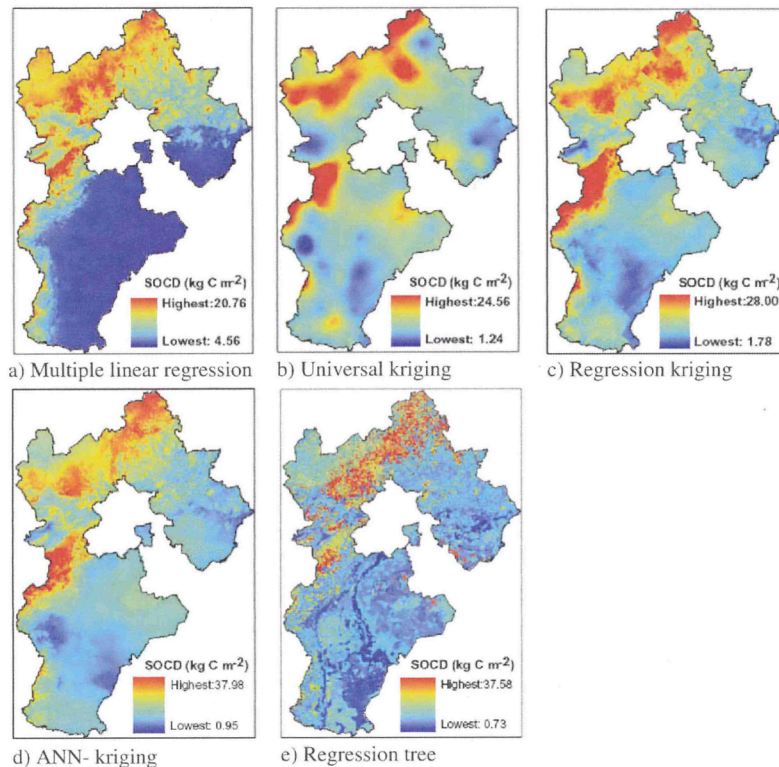 SOCD (kg C m-2)
Highest:20.76
Lowest: 4.56
a) Multiple linear regression
SOCD (kg C m-2)
Highest:24.56
Lowest: 1.24
b) Universal kriging
SOCD (kg C m-2)
Highest:28.00
Lowest: 1.78
c) Regression kriging
SOCD (kg C m-2)
Highest:37.98
Lowest: 0.95
d) ANN- kriging
SOCD (kg C m-2)
Highest:37.58
Lowest: 0.73
e) Regression tree